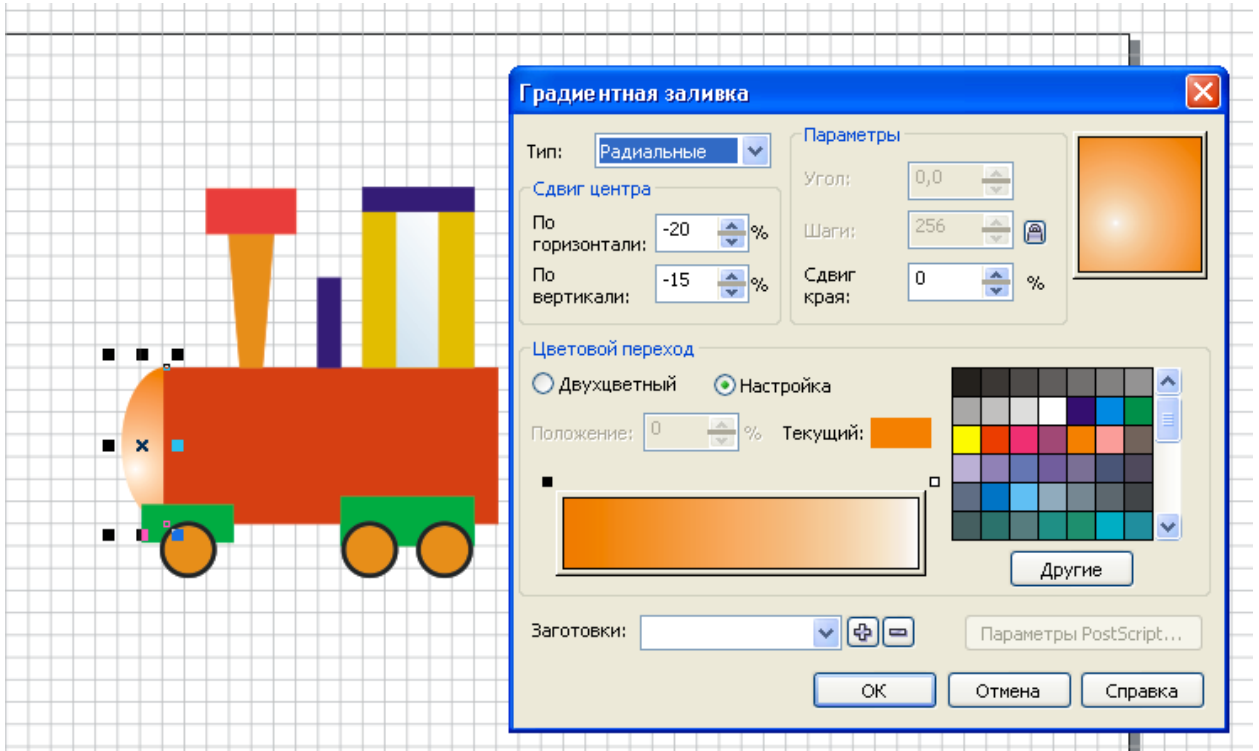 Градиентная заливка
Тип: Радиальные
Сдвиг центра
По
горизонтали: -20 %
По
вертикали: -15 %
Параметры
Угол: 0,0
Шаги: 256
Сдвиг
края: 0 %
Цветовой переход
Двухцветный Настройка
Положение: 0 % Текущий:
Другие
Заготовки:
Параметры PostScript...
ОК Отмена Справка